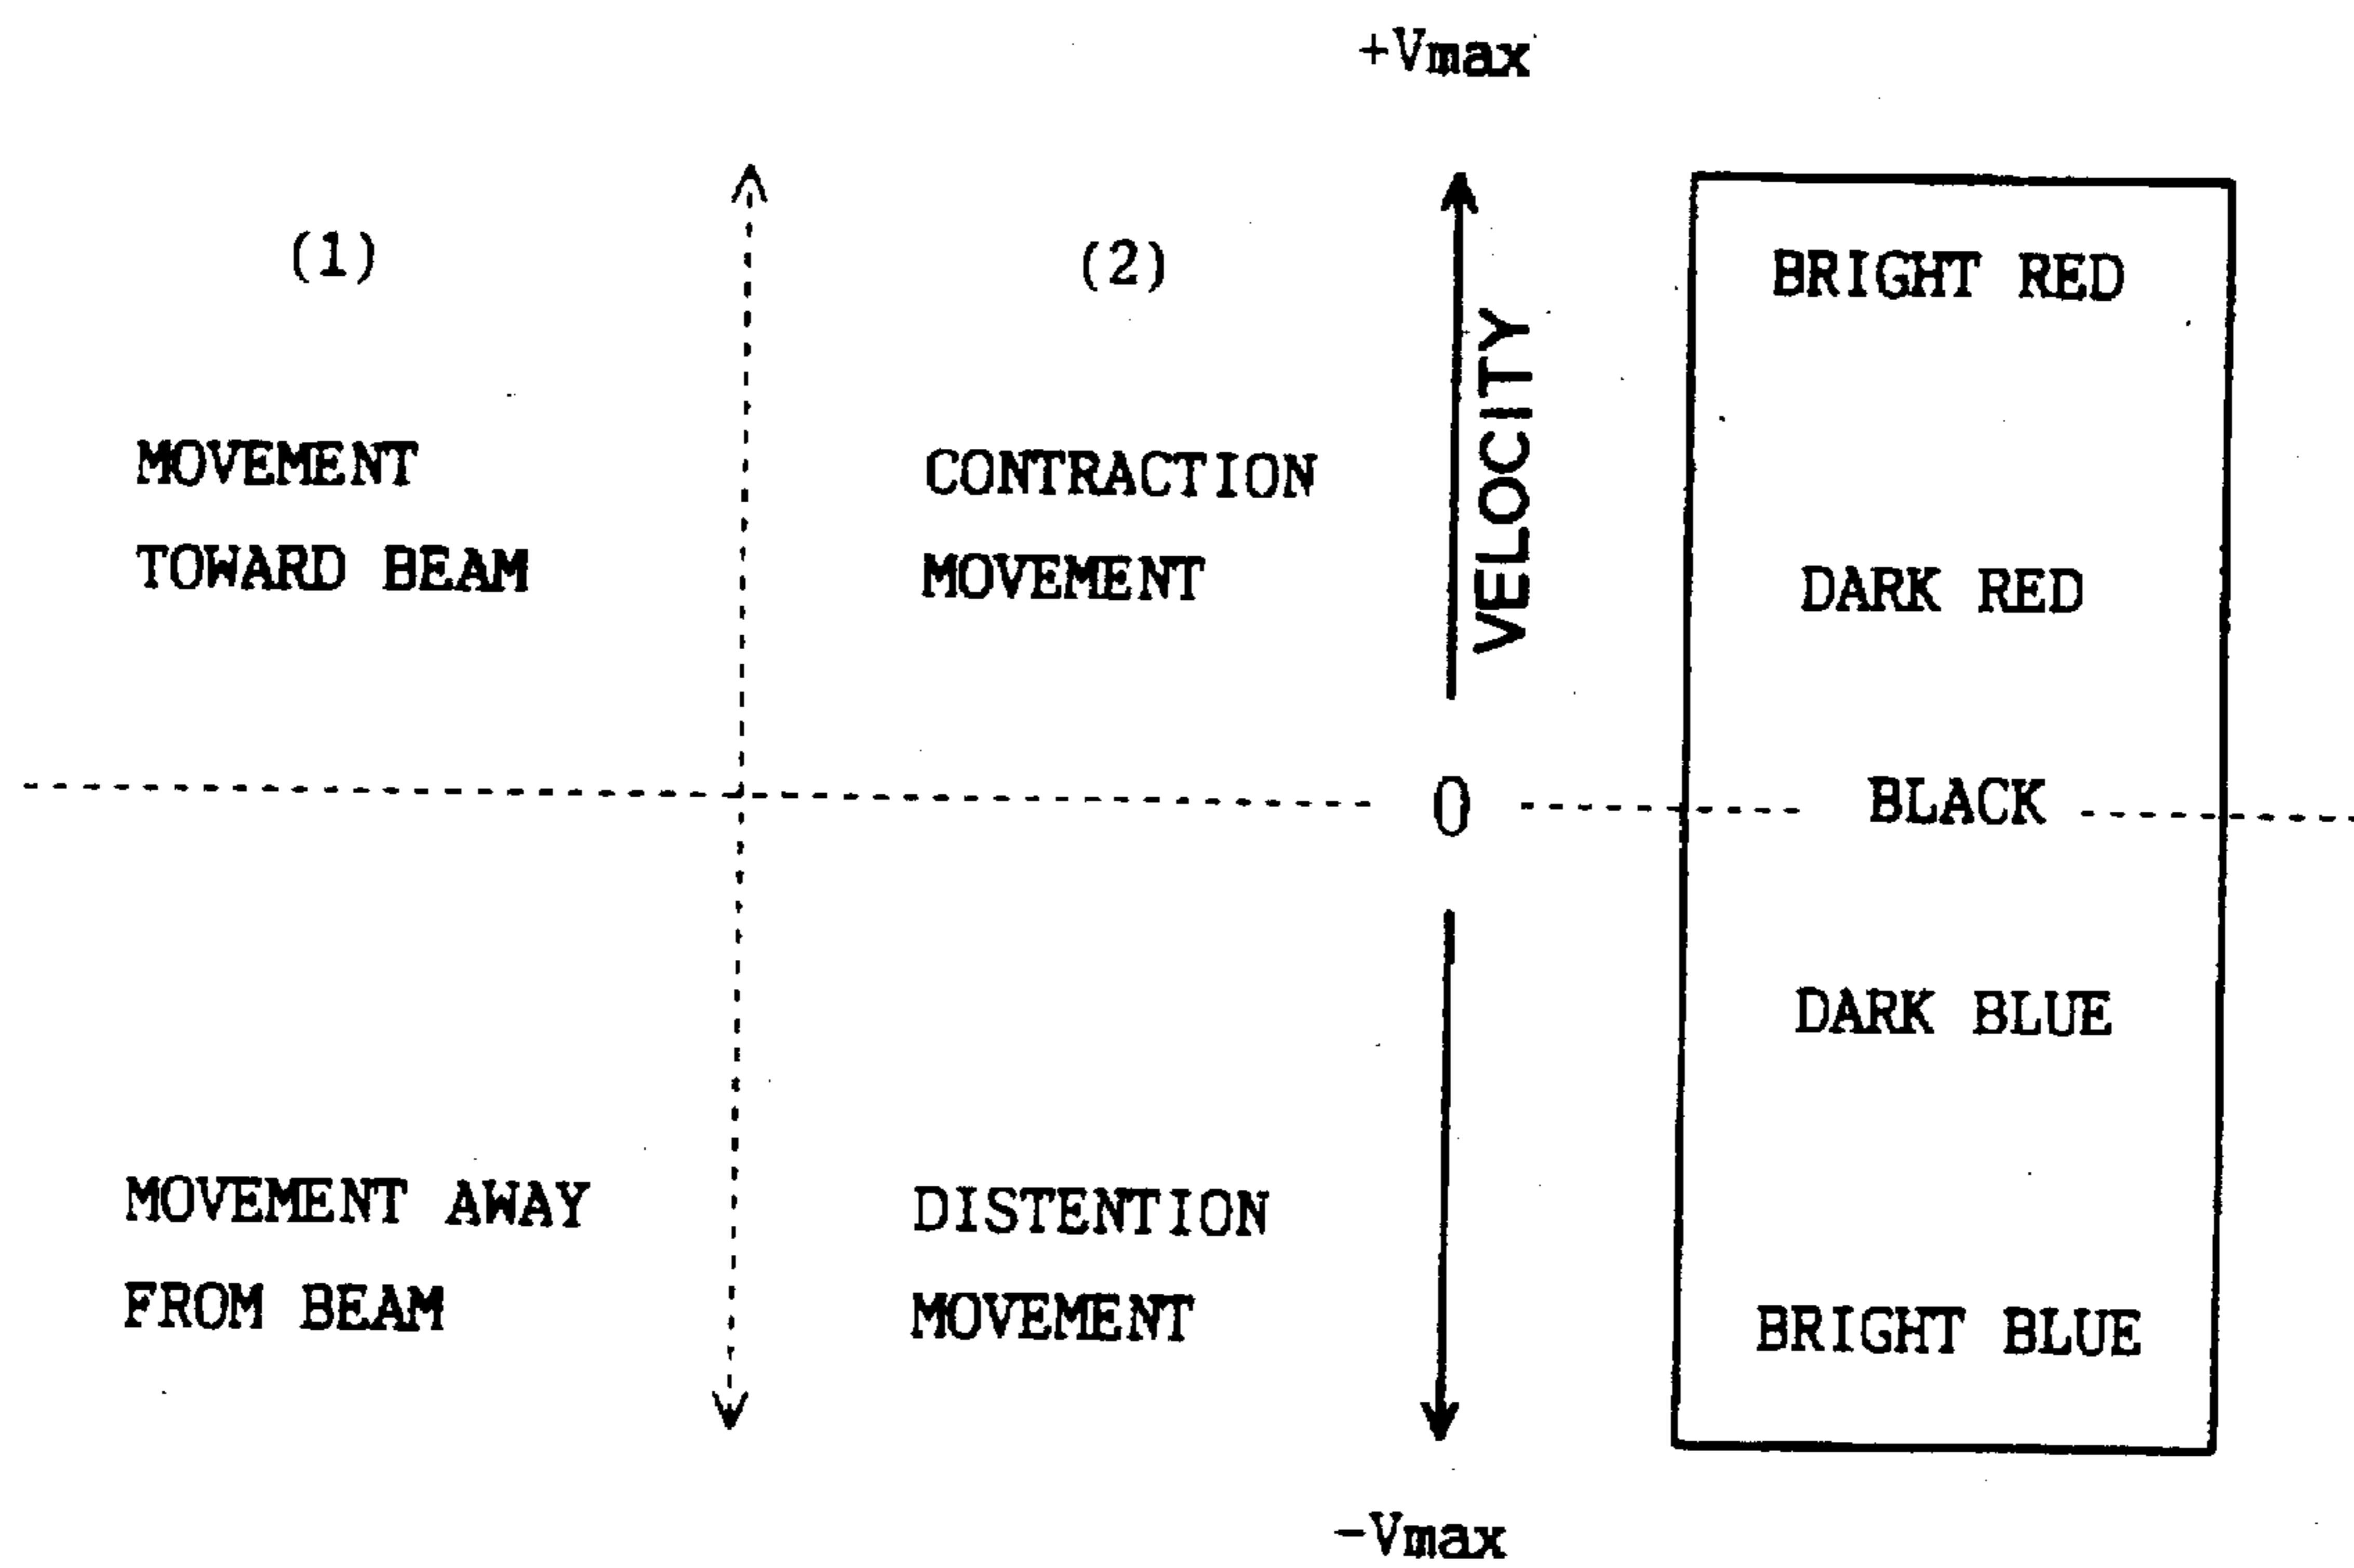 +Vmax
(1)
(2)
MOVEMENT
TOWARD BEAM
CONTRACTION
MOVEMENT
VELOCITY
BRIGHT RED
DARK RED
0
BLACK
DARK BLUE
MOVEMENT AWAY
FROM BEAM
DISTENTION
MOVEMENT
BRIGHT BLUE
-Vmax